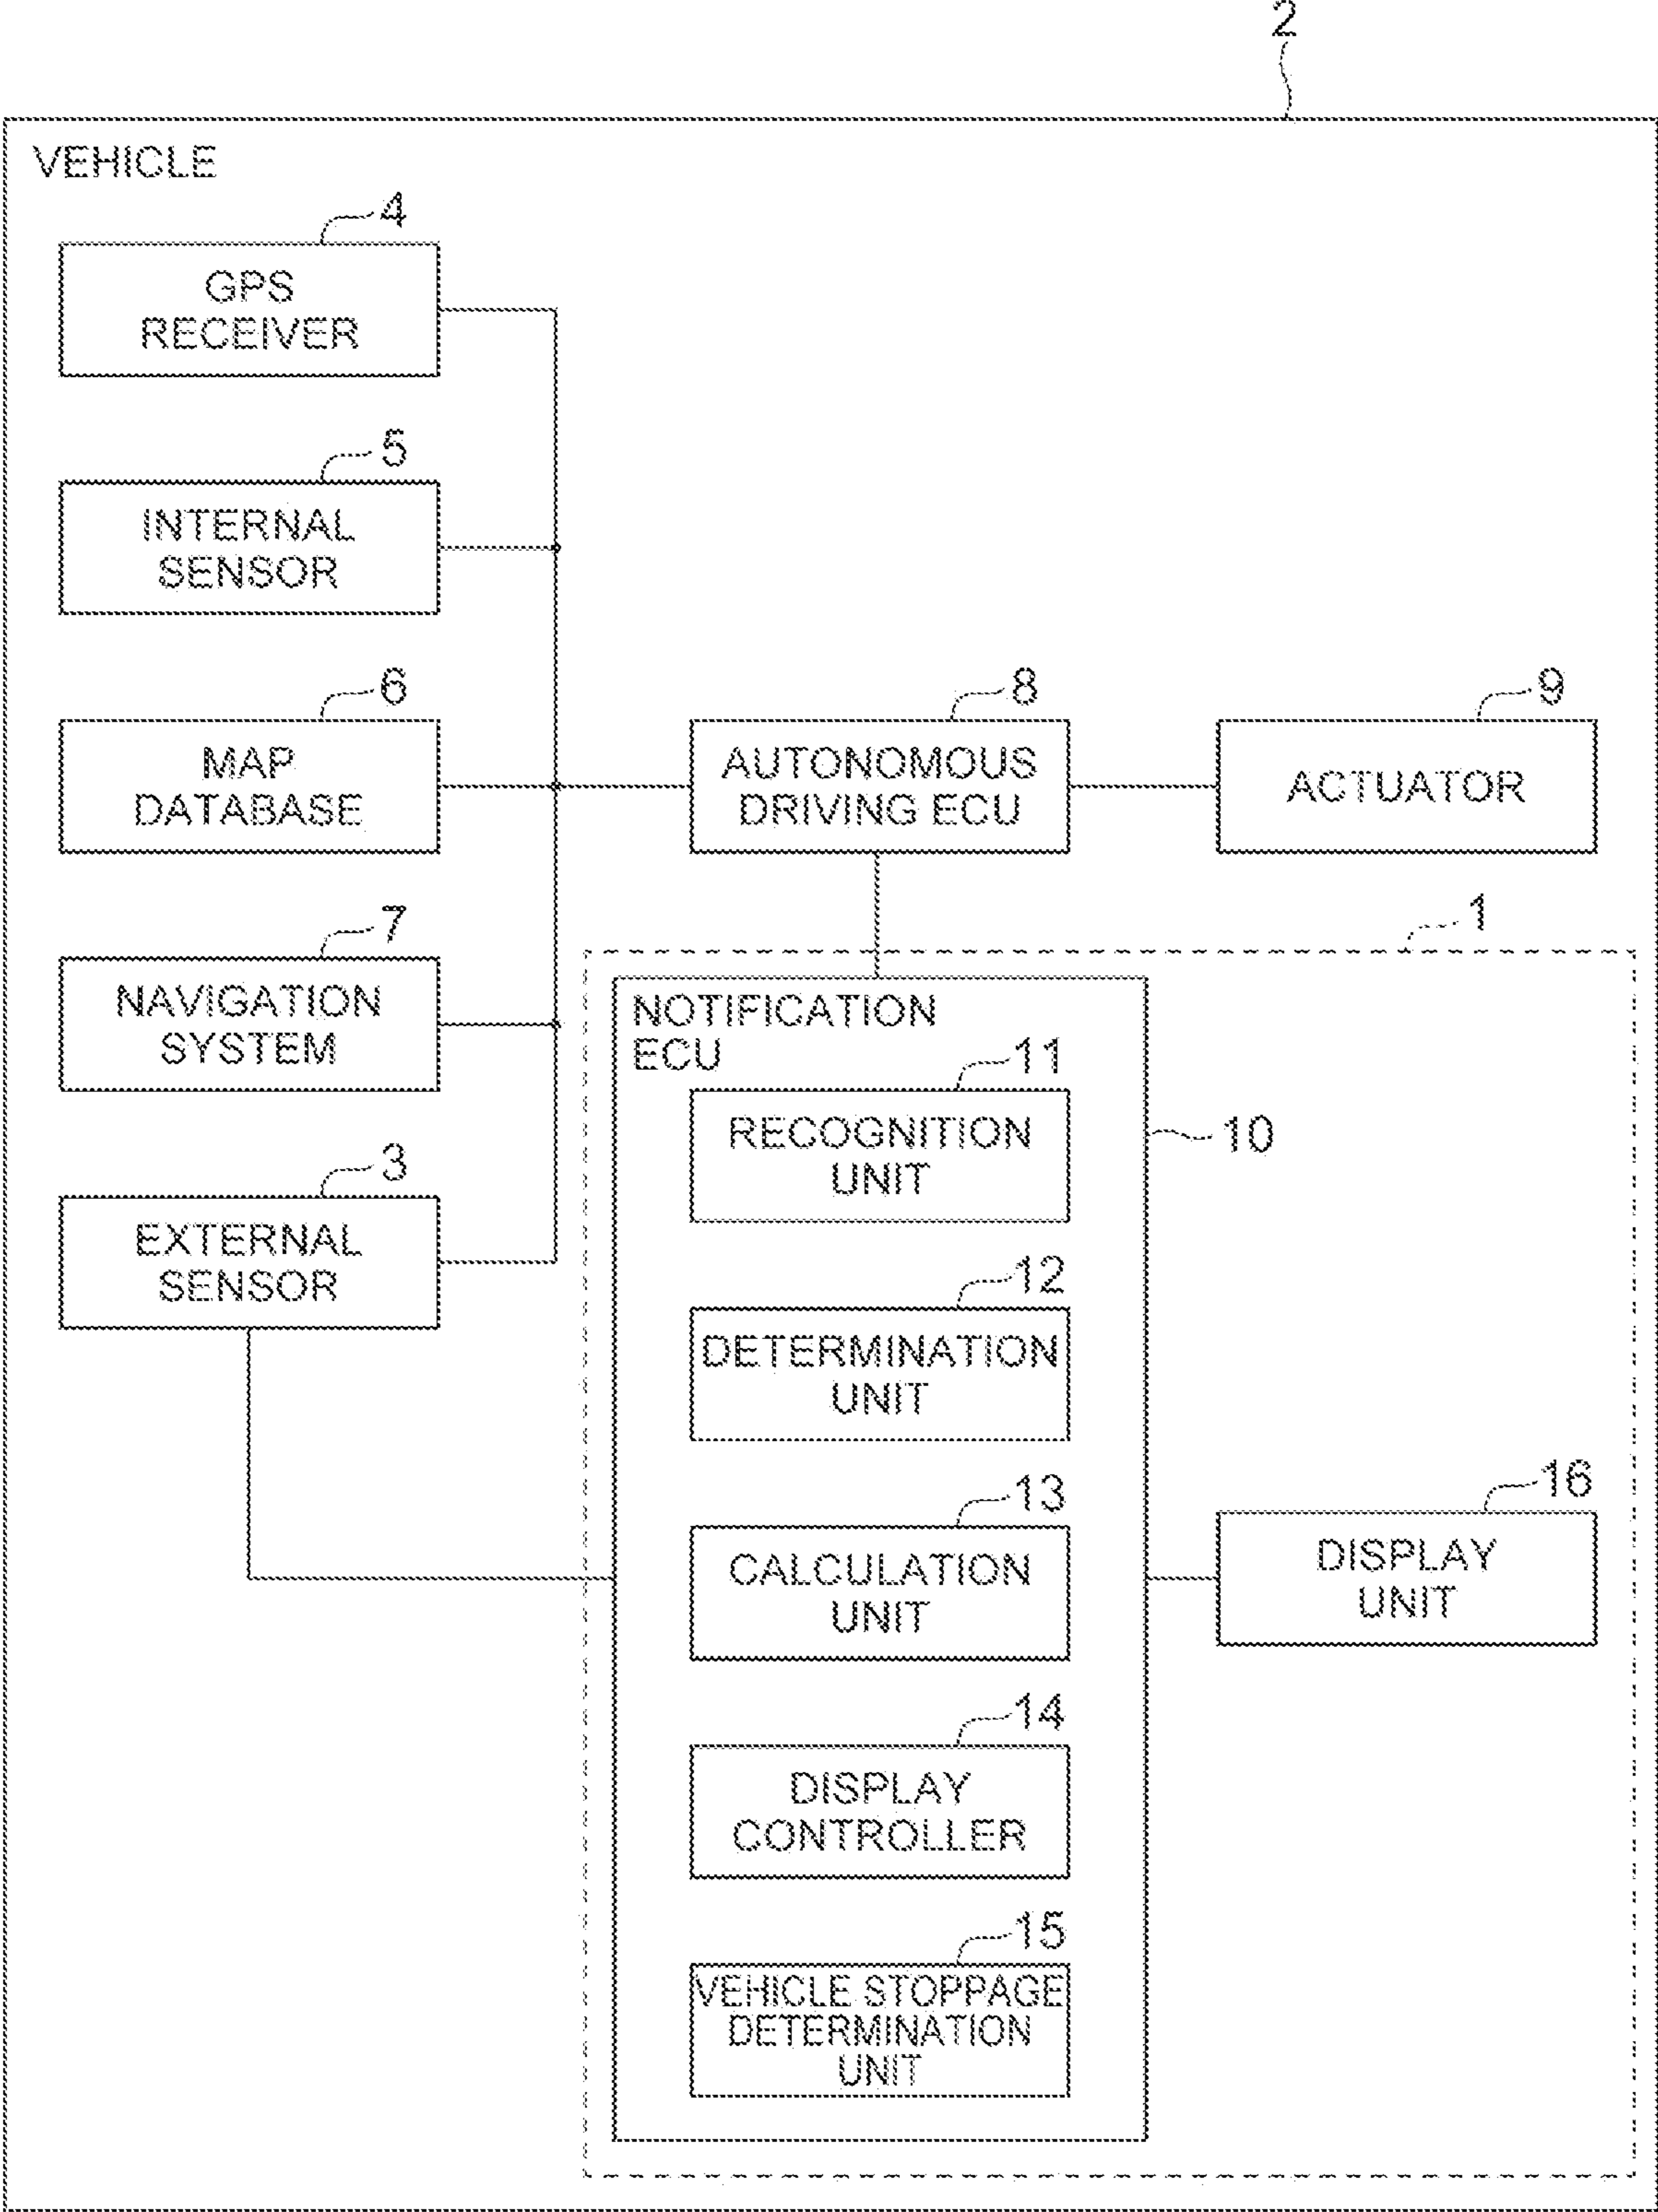 2
VEHICLE
4
GPS
RECEIVER
5
INTERNAL
SENSOR
6
MAP
DATABASE
8
AUTONOMOUS
DRIVING ECU
9
ACTUATOR
7
NAVIGATION
SYSTEM
1
NOTIFICATION
ECU
11
RECOGNITION
UNIT
10
3
EXTERNAL
SENSOR
12
DETERMINATION
UNIT
13
CALCULATION
UNIT
16
DISPLAY
UNIT
14
DISPLAY
CONTROLLER
15
VEHICLE STOPPAGE
DETERMINATION
UNIT